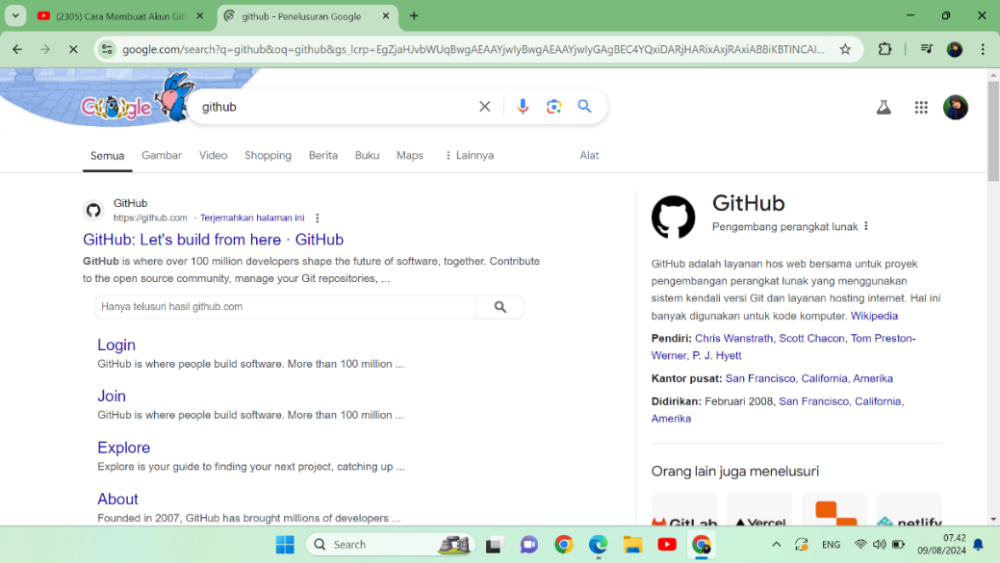 (2305) Cara Membuat Akun Git
github - Penelusuran Google
google.com/search?q=github&oq=github&gs_lcrp=EgZjaHJvbWUqBwgAEAAYjwIyBwgAEAAYjwIyGAgBEC4YQxiDARjHARixAxjRAxiABBiKBTINCAI...
Google
github
Semua
Gambar
Video
Shopping
Berita
Buku
Maps
Lainnya
Alat
GitHub
https://github.com · Terjemahkan halaman ini
GitHub: Let's build from here · GitHub
GitHub is where over 100 million developers shape the future of software, together. Contribute
to the open source community, manage your Git repositories, ...
Hanya telusuri hasil github.com
Login
GitHub is where people build software. More than 100 million ...
Join
GitHub is where people build software. More than 100 million ...
Explore
Explore is your guide to finding your next project, catching up ...
About
Founded in 2007, GitHub has brought millions of developers ...
GitHub
Pengembang perangkat lunak
GitHub adalah layanan hos web bersama untuk proyek
pengembangan perangkat lunak yang menggunakan
sistem kendali versi Git dan layanan hosting internet. Hal ini
banyak digunakan untuk kode komputer. Wikipedia
Pendiri: Chris Wanstrath, Scott Chacon, Tom Preston-
Werner, P. J. Hyett
Kantor pusat: San Francisco, California, Amerika
Didirikan: Februari 2008, San Francisco, California,
Amerika
Orang lain juga menelusuri
GitLab
Vercel
netlify
Search
ENG
07.42
09/08/2024